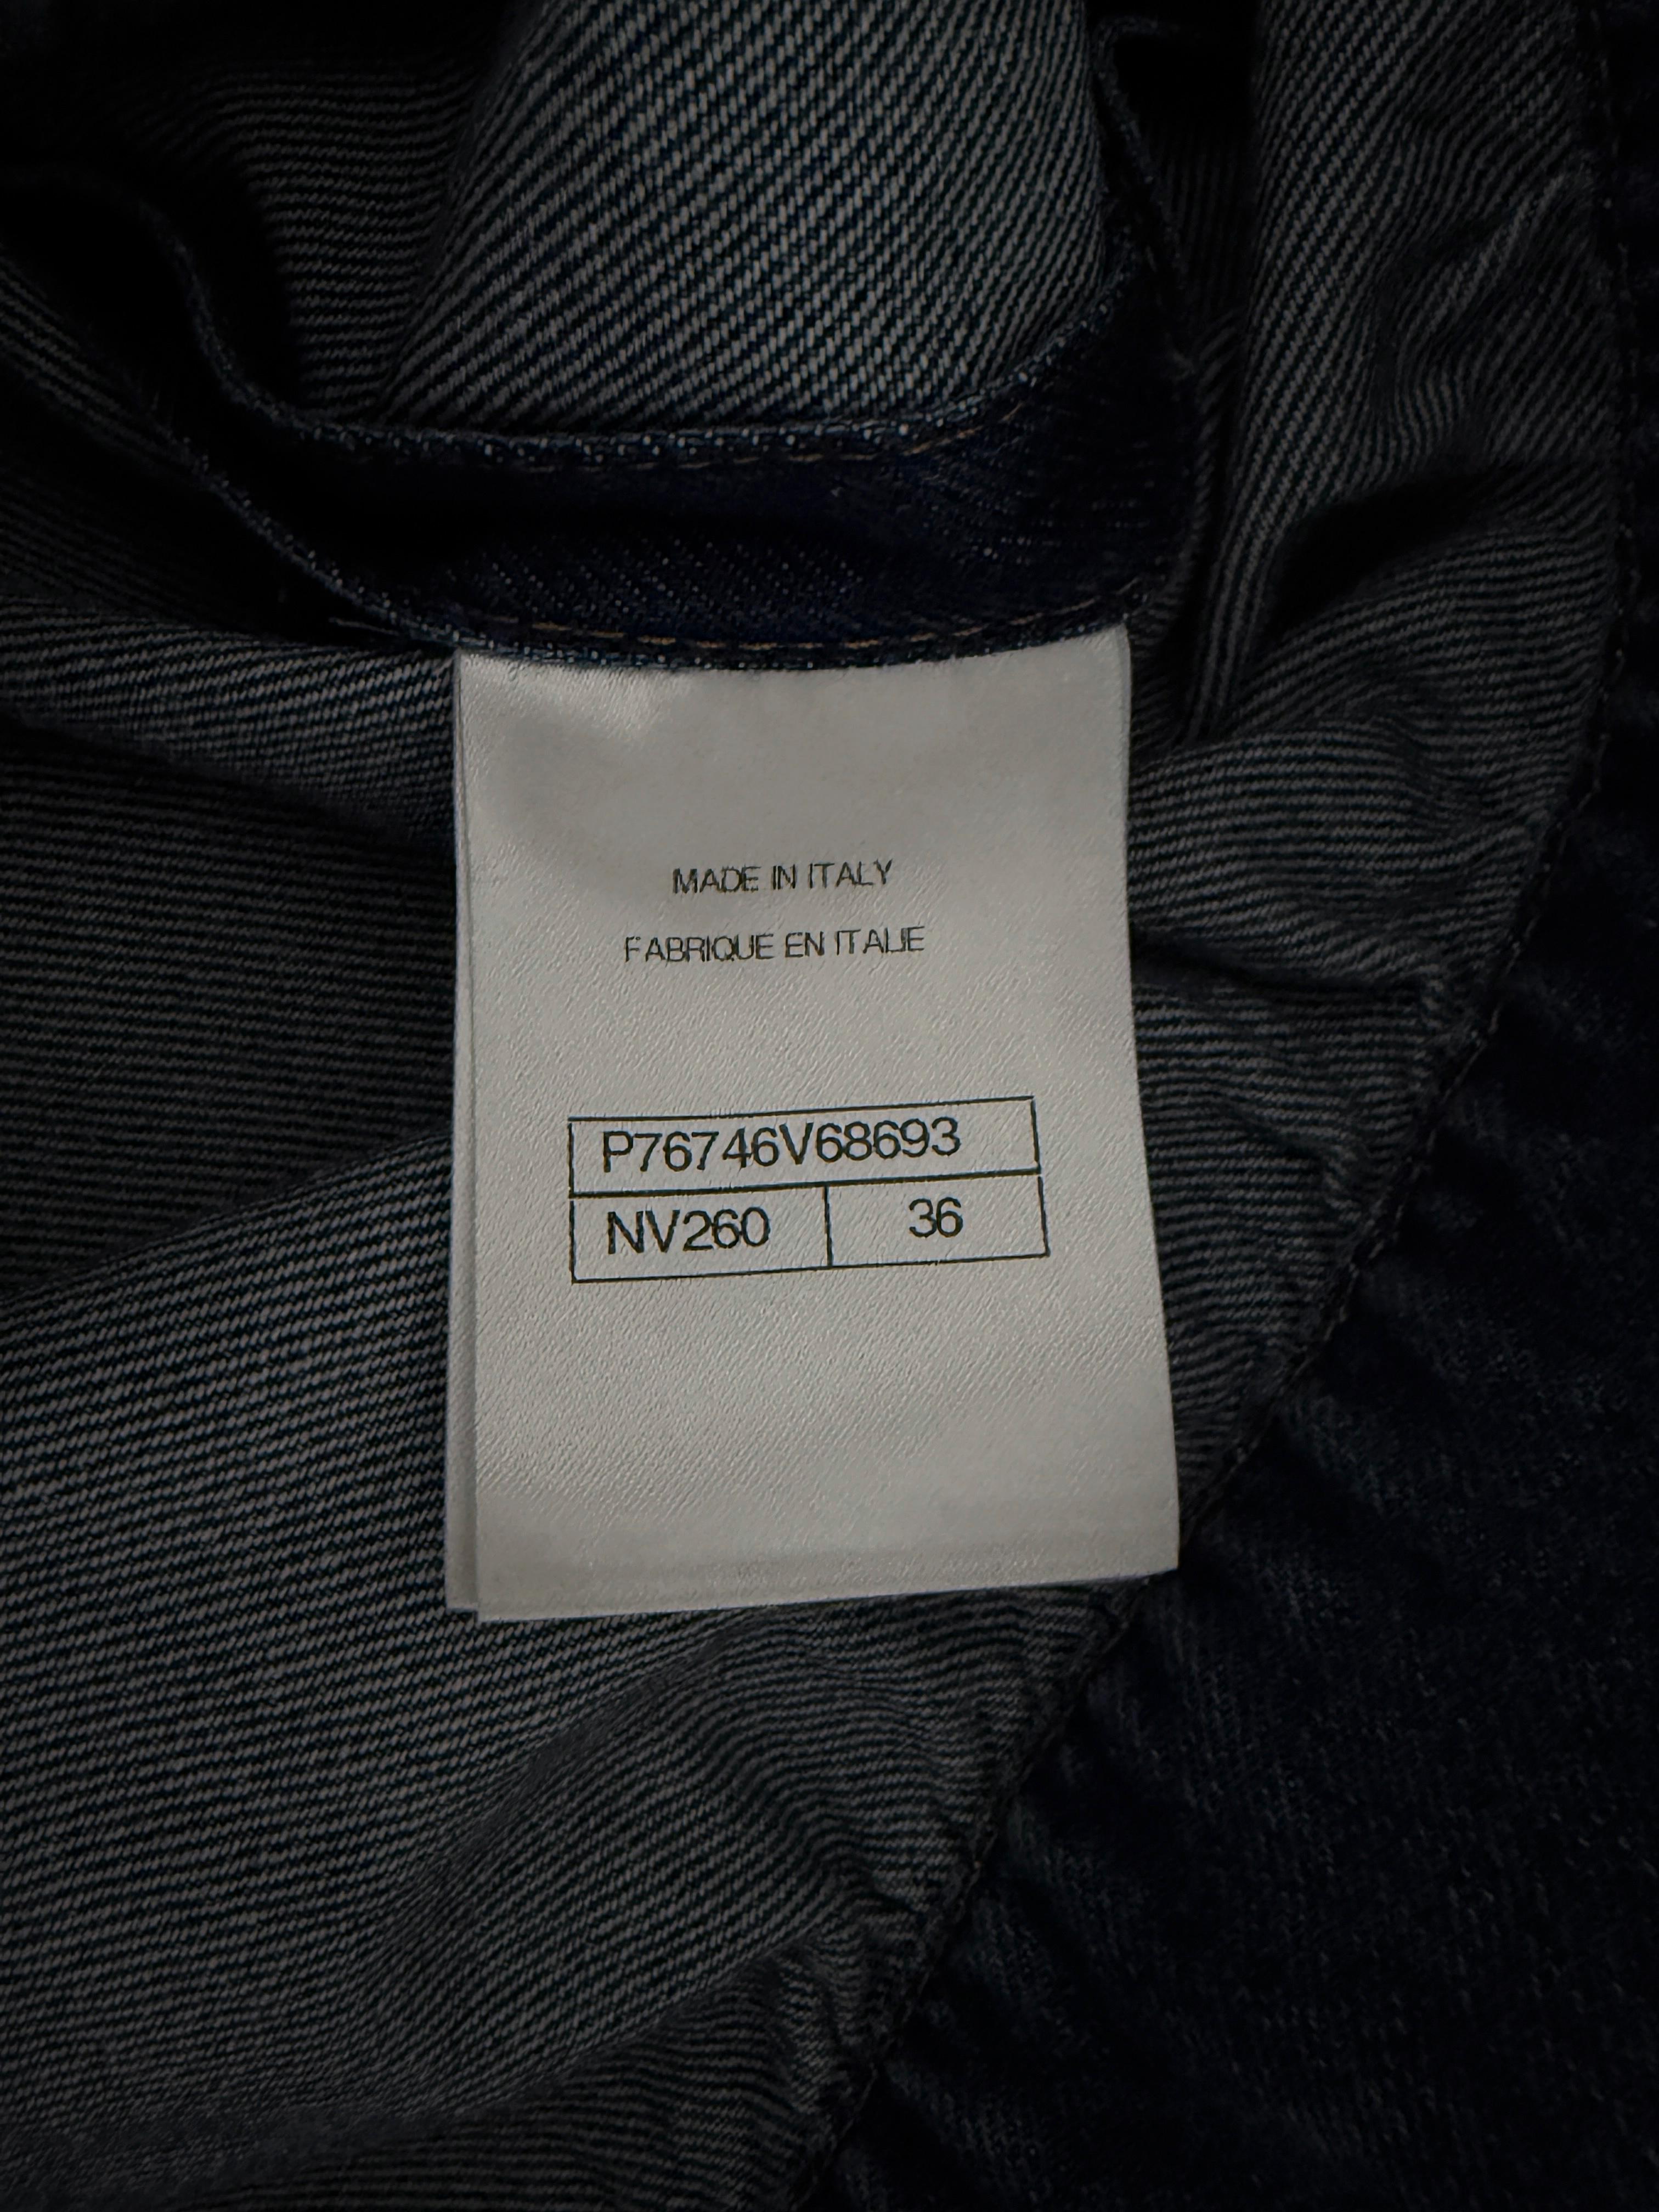 MADE IN ITALY
FABRIQUE EN ITALIE
P76746V68693
NV260 36